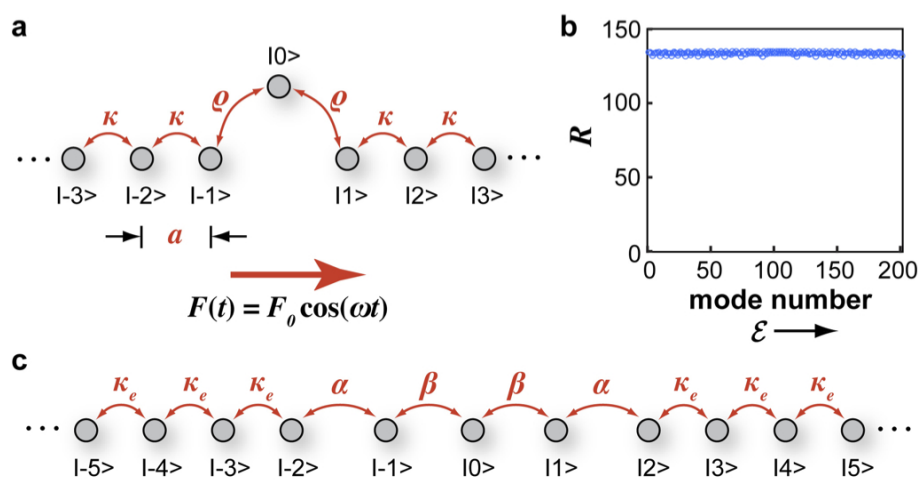 a
|0>
ϱ ϱ
κ κ κ κ
... ...
|-3> |-2> |-1> |1> |2> |3>
a
F(t) = F₀ cos(ωt)
b
150
100
50
0
R
0 50 100 150 200
mode number
ℰ
c
κₑ κₑ κₑ α β β α κₑ κₑ κₑ
... ...
|-5> |-4> |-3> |-2> |-1> |0> |1> |2> |3> |4> |5>